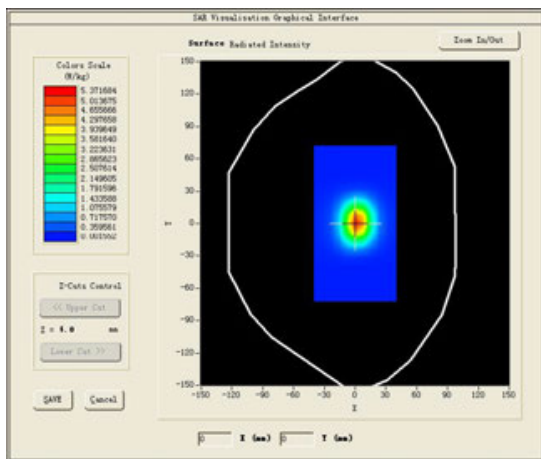 SAR Visualisation Graphical Interface
Surface Radiated Intensity
Zoom In/Out
Colors Scale
(W/kg)
5.371684
5.013675
4.655666
4.297658
3.939649
3.581640
3.223631
2.865623
2.507614
2.149605
1.791596
1.433588
1.075579
0.717570
0.359561
0.001552
150
120
90
60
30
0
-30
-60
-90
-120
-150
Y
-150 -120 -90 -60 -30 0 30 60 90 120 150
X
Z-Cuts Control
<< Upper Cut
Z = 4.0 mm
Lower Cut >>
SAVE
Cancel
0 X (mm) 0 Y (mm)